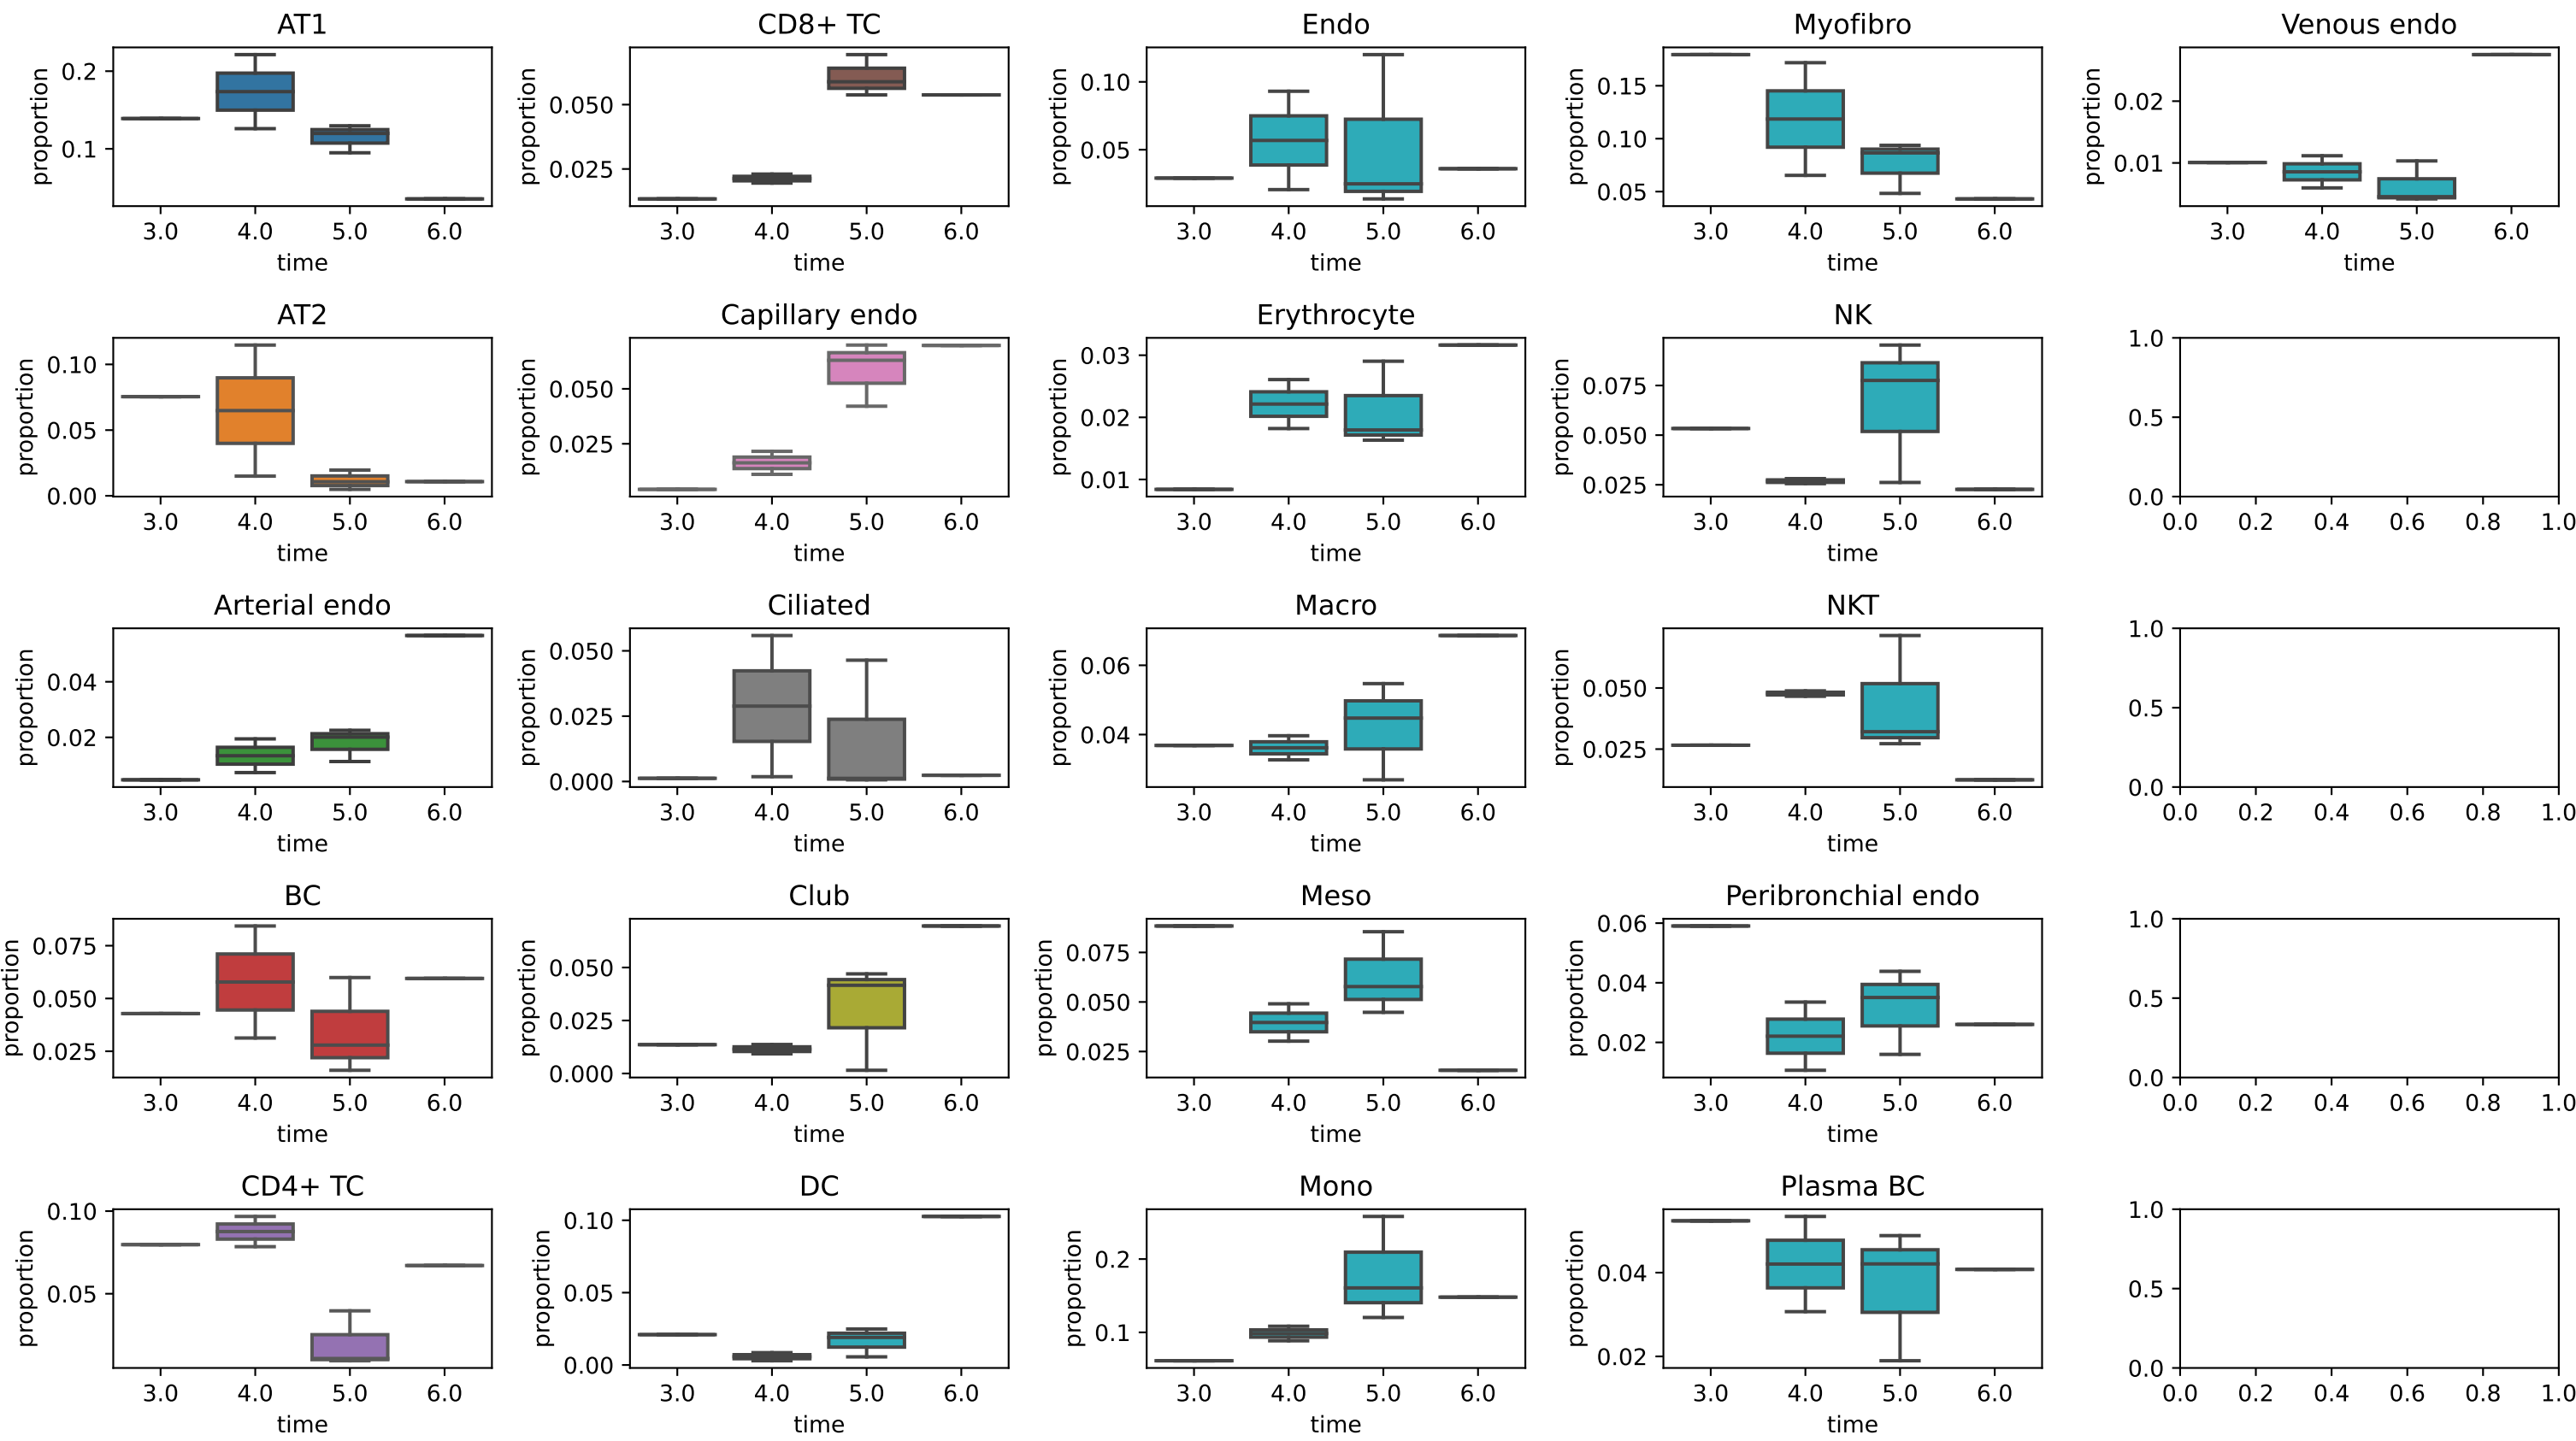 AT1
proportion
0.2
0.1
3.0 4.0 5.0 6.0
time
CD8+ TC
proportion
0.050
0.025
3.0 4.0 5.0 6.0
time
Endo
proportion
0.10
0.05
3.0 4.0 5.0 6.0
time
Myofibro
proportion
0.15
0.10
0.05
3.0 4.0 5.0 6.0
time
Venous endo
proportion
0.02
0.01
3.0 4.0 5.0 6.0
time
AT2
proportion
0.10
0.05
0.00
3.0 4.0 5.0 6.0
time
Capillary endo
proportion
0.050
0.025
3.0 4.0 5.0 6.0
time
Erythrocyte
proportion
0.03
0.02
0.01
3.0 4.0 5.0 6.0
time
NK
proportion
0.075
0.050
0.025
3.0 4.0 5.0 6.0
time
1.0
0.5
0.0
0.0 0.2 0.4 0.6 0.8 1.0
Arterial endo
proportion
0.04
0.02
3.0 4.0 5.0 6.0
time
Ciliated
proportion
0.050
0.025
0.000
3.0 4.0 5.0 6.0
time
Macro
proportion
0.06
0.04
3.0 4.0 5.0 6.0
time
NKT
proportion
0.050
0.025
3.0 4.0 5.0 6.0
time
1.0
0.5
0.0
0.0 0.2 0.4 0.6 0.8 1.0
BC
proportion
0.075
0.050
0.025
3.0 4.0 5.0 6.0
time
Club
proportion
0.050
0.025
0.000
3.0 4.0 5.0 6.0
time
Meso
proportion
0.075
0.050
0.025
3.0 4.0 5.0 6.0
time
Peribronchial endo
proportion
0.06
0.04
0.02
3.0 4.0 5.0 6.0
time
1.0
0.5
0.0
0.0 0.2 0.4 0.6 0.8 1.0
CD4+ TC
proportion
0.10
0.05
3.0 4.0 5.0 6.0
time
DC
proportion
0.10
0.05
0.00
3.0 4.0 5.0 6.0
time
Mono
proportion
0.2
0.1
3.0 4.0 5.0 6.0
time
Plasma BC
proportion
0.04
0.02
3.0 4.0 5.0 6.0
time
1.0
0.5
0.0
0.0 0.2 0.4 0.6 0.8 1.0